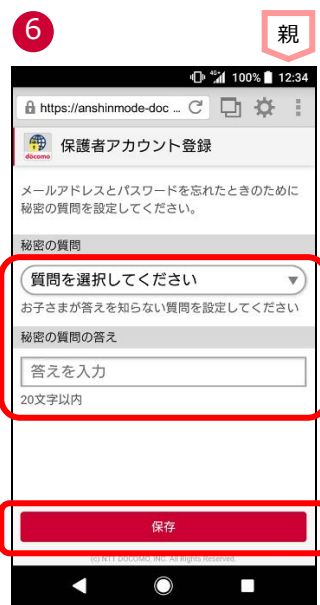 6
親
4G 100% 12:34
https://anshinmode-doc ...
docomo
保護者アカウント登録
メールアドレスとパスワードを忘れたときのために
秘密の質問を設定してください。
秘密の質問
質問を選択してください
お子さまが答えを知らない質問を設定してください
秘密の質問の答え
答えを入力
20文字以内
保存
(c) NTT DOCOMO, INC. All Rights Reserved.